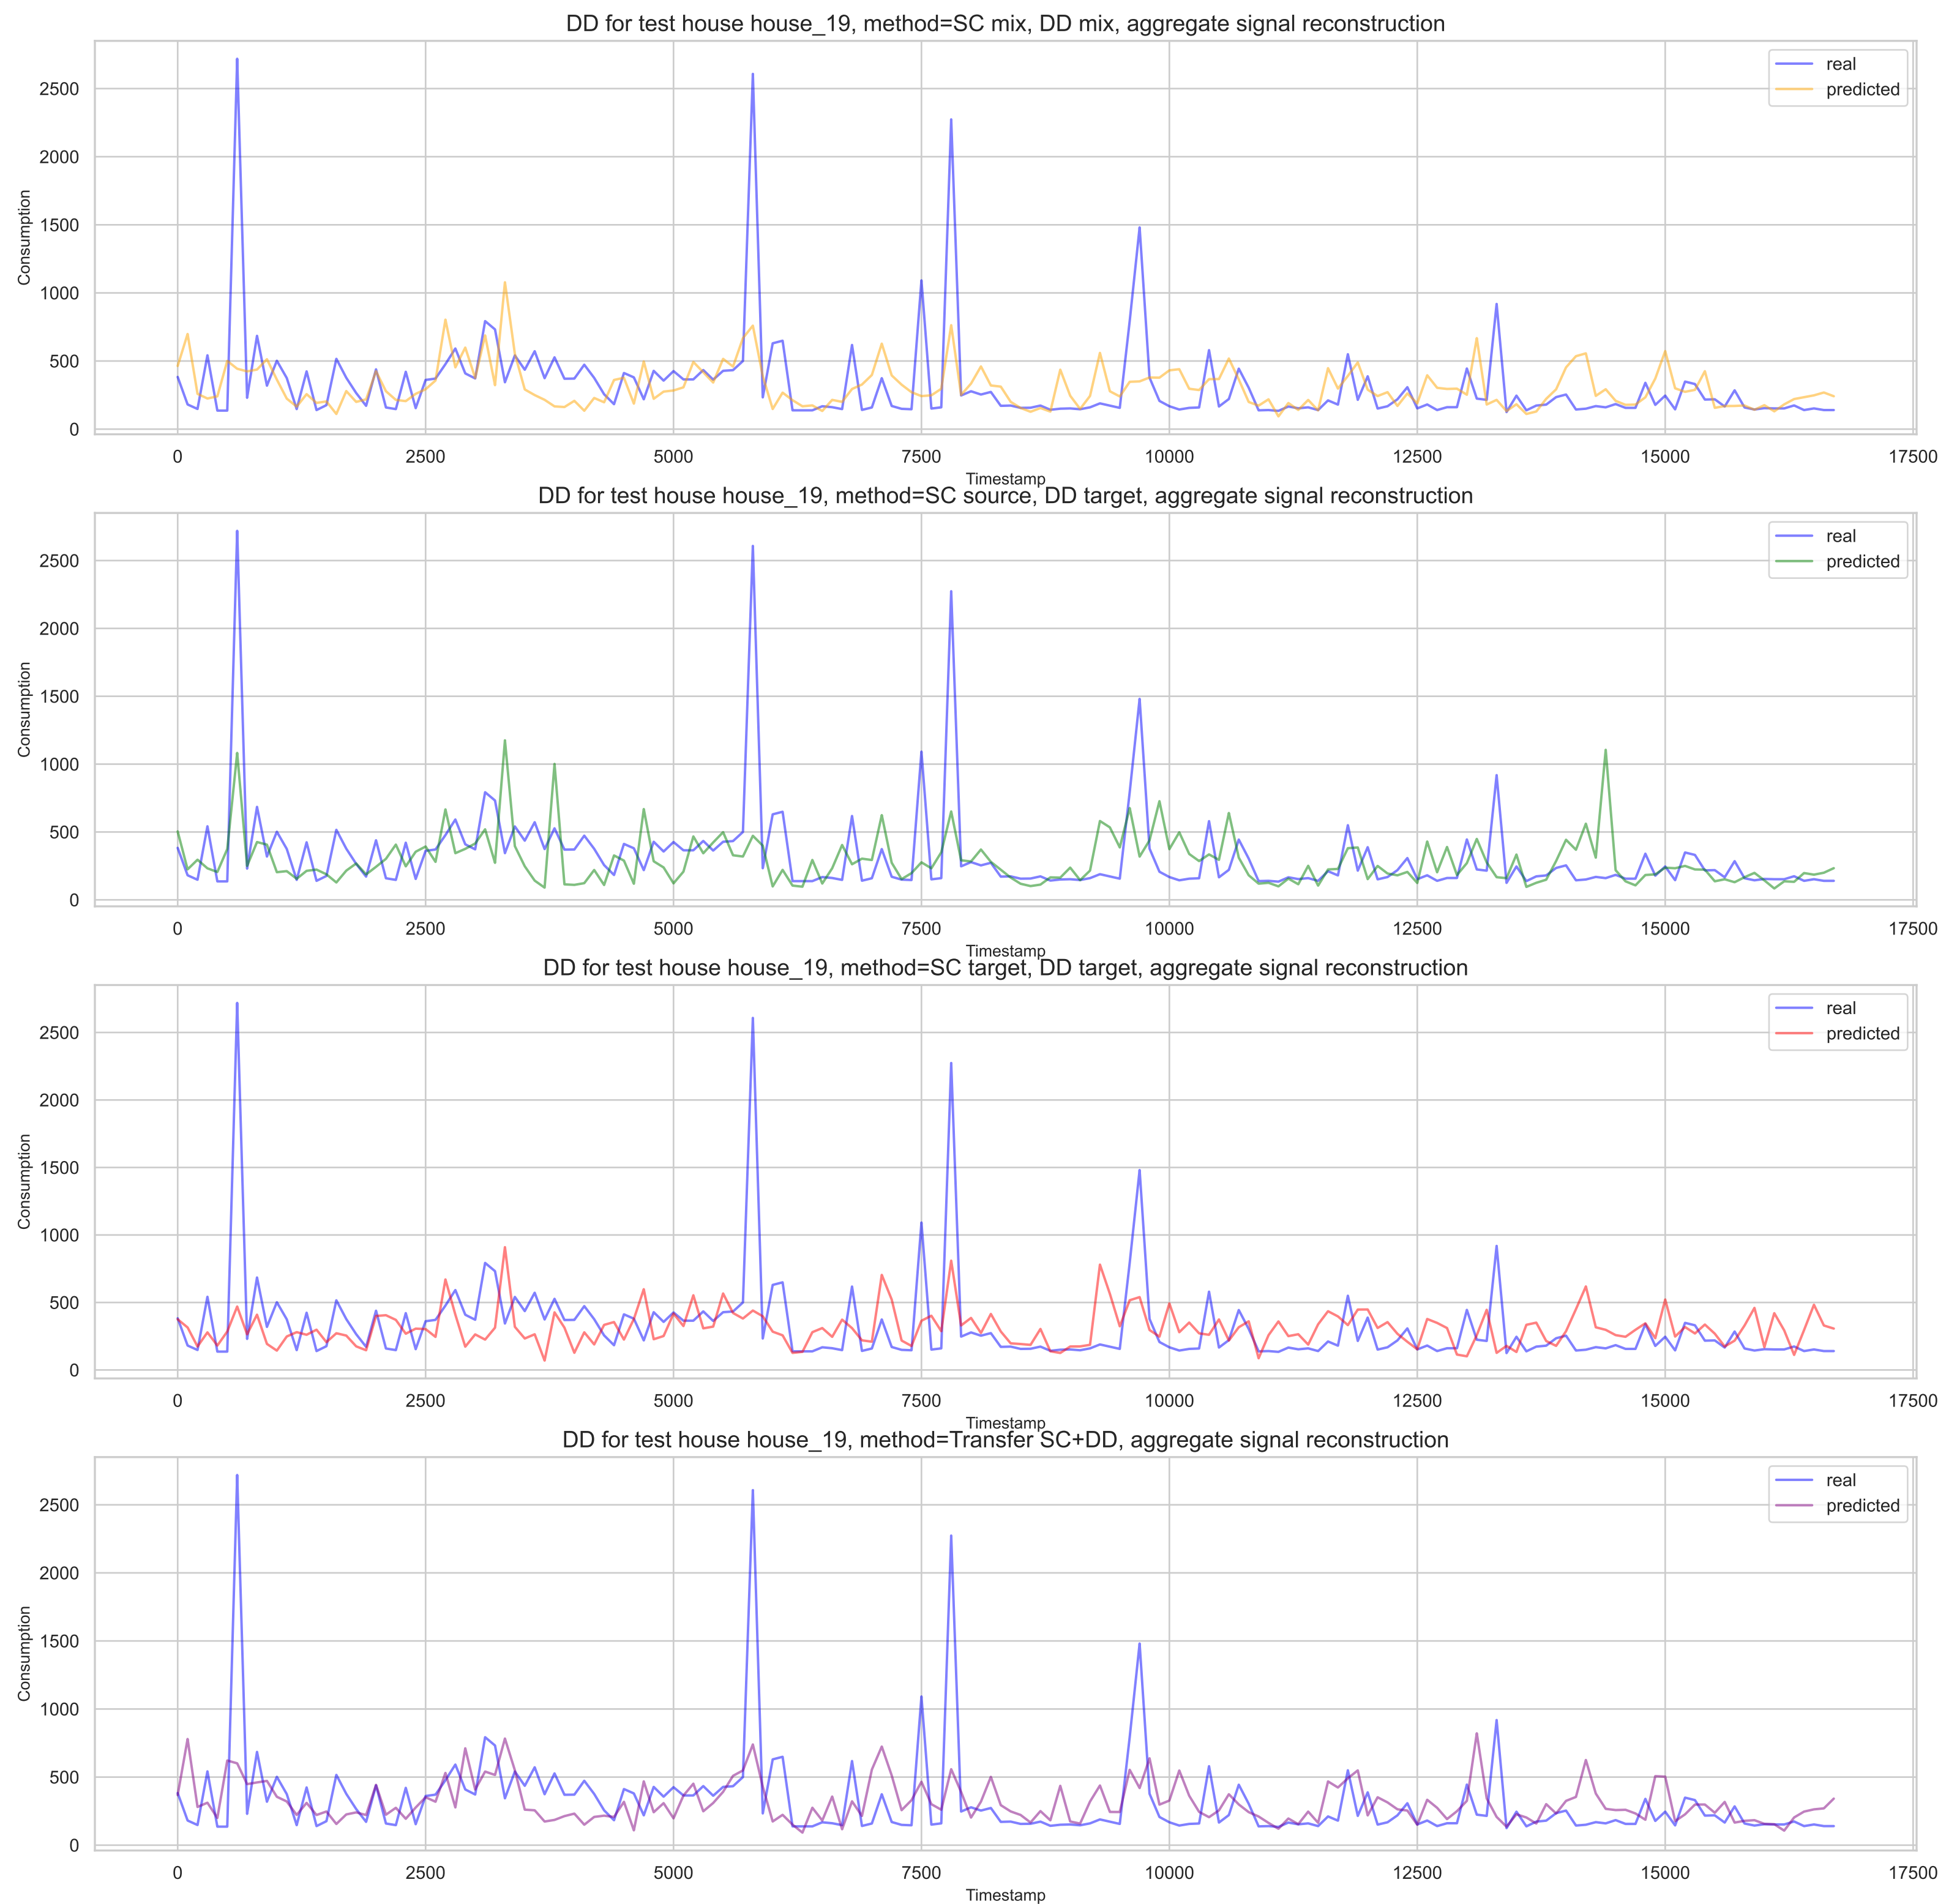 DD for test house house_19, method=SC mix, DD mix, aggregate signal reconstruction
real
predicted
2500
2000
1500
1000
500
0
Consumption
0 2500 5000 7500 10000 12500 15000 17500
Timestamp
DD for test house house_19, method=SC source, DD target, aggregate signal reconstruction
real
predicted
2500
2000
1500
1000
500
0
Consumption
0 2500 5000 7500 10000 12500 15000 17500
Timestamp
DD for test house house_19, method=SC target, DD target, aggregate signal reconstruction
real
predicted
2500
2000
1500
1000
500
0
Consumption
0 2500 5000 7500 10000 12500 15000 17500
Timestamp
DD for test house house_19, method=Transfer SC+DD, aggregate signal reconstruction
real
predicted
2500
2000
1500
1000
500
0
Consumption
0 2500 5000 7500 10000 12500 15000 17500
Timestamp